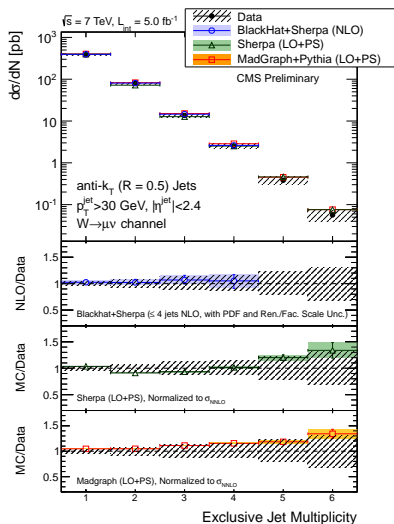 √s = 7 TeV, L_int = 5.0 fb⁻¹
Data
BlackHat+Sherpa (NLO)
Sherpa (LO+PS)
MadGraph+Pythia (LO+PS)
CMS Preliminary
dσ/dN [pb]
10³
10²
10
1
10⁻¹
anti-k_T (R = 0.5) Jets
p_T^jet>30 GeV, |η^jet|<2.4
W→μν channel
NLO/Data
1.5
1
0.5
Blackhat+Sherpa (≤ 4 jets NLO, with PDF and Ren./Fac. Scale Unc.)
MC/Data
1.5
1
0.5
Sherpa (LO+PS), Normalized to σ_NNLO
MC/Data
1.5
1
0.5
Madgraph (LO+PS), Normalized to σ_NNLO
1 2 3 4 5 6
Exclusive Jet Multiplicity